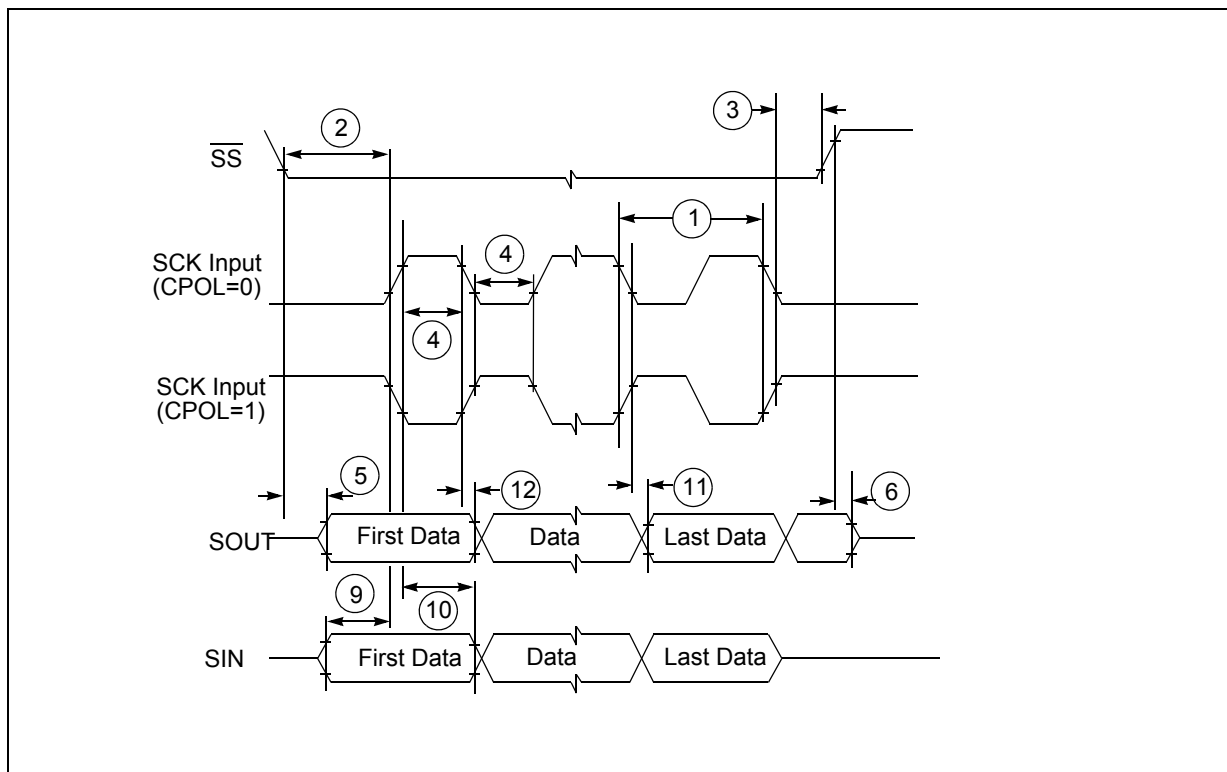 3
2
SS
1
SCK Input
(CPOL=0)
4
4
SCK Input
(CPOL=1)
5
12
11
6
SOUT
First Data
Data
Last Data
9
10
SIN
First Data
Data
Last Data